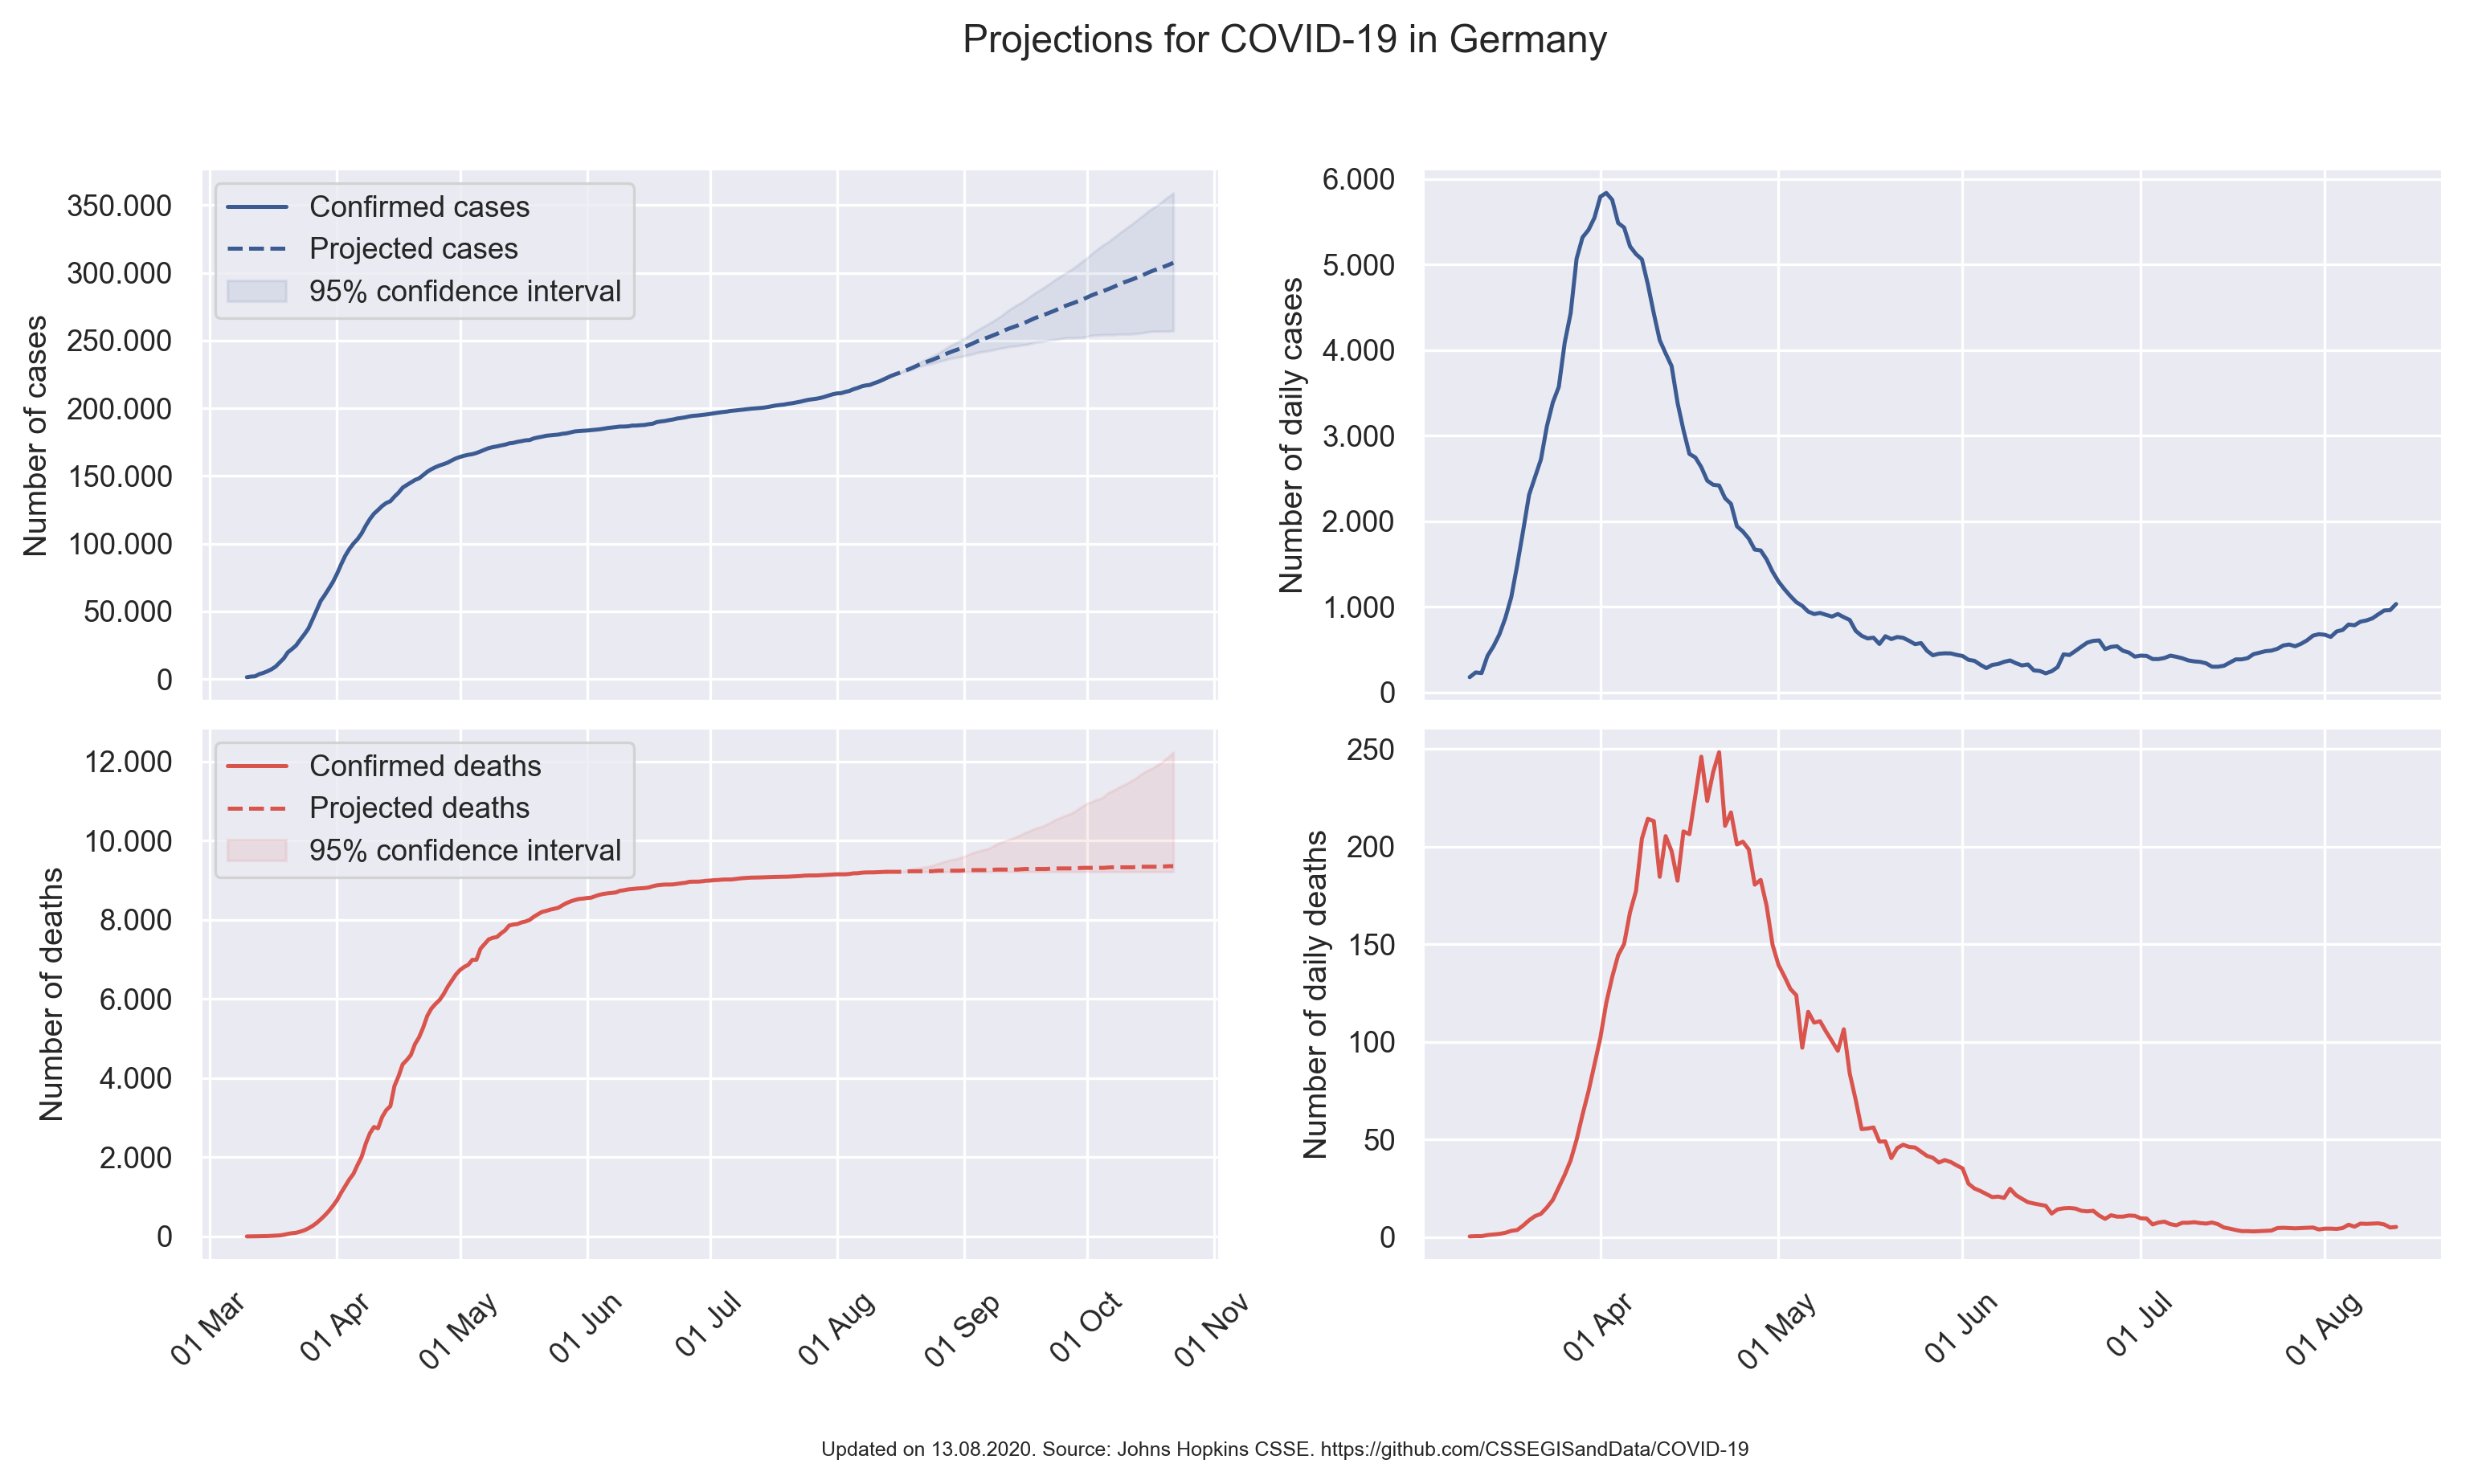 Projections for COVID-19 in Germany
Number of cases
350.000
300.000
250.000
200.000
150.000
100.000
50.000
0
Confirmed cases
Projected cases
95% confidence interval
Number of daily cases
6.000
5.000
4.000
3.000
2.000
1.000
0
Number of deaths
12.000
10.000
8.000
6.000
4.000
2.000
0
Confirmed deaths
Projected deaths
95% confidence interval
01 Mar
01 Apr
01 May
01 Jun
01 Jul
01 Aug
01 Sep
01 Oct
01 Nov
Number of daily deaths
250
200
150
100
50
0
01 Apr
01 May
01 Jun
01 Jul
01 Aug
Updated on 13.08.2020. Source: Johns Hopkins CSSE. https://github.com/CSSEGISandData/COVID-19